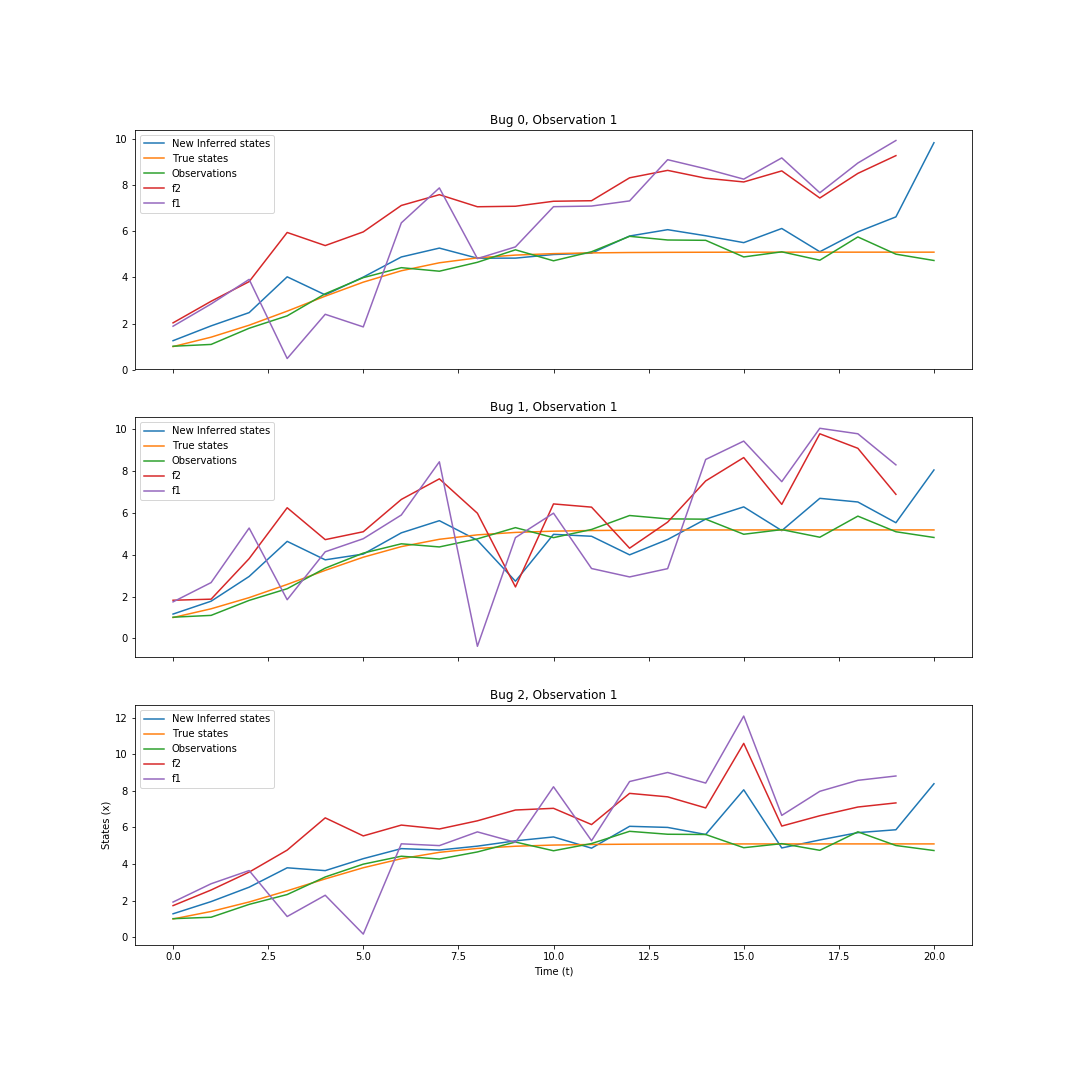 Bug 0, Observation 1
10
8
6
4
2
0
New Inferred states
True states
Observations
f2
f1
Bug 1, Observation 1
10
8
6
4
2
0
New Inferred states
True states
Observations
f2
f1
Bug 2, Observation 1
12
10
8
6
4
2
0
States (x)
New Inferred states
True states
Observations
f2
f1
0.0 2.5 5.0 7.5 10.0 12.5 15.0 17.5 20.0
Time (t)